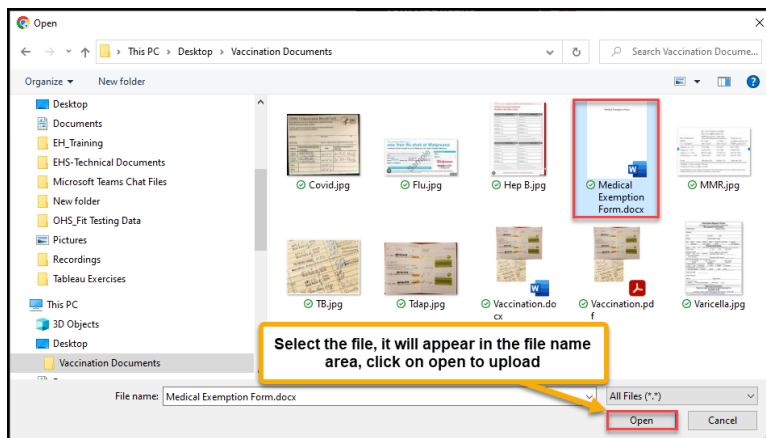 Open
This PC > Desktop > Vaccination Documents
Search Vaccination Docume...
Organize
New folder
Desktop
Documents
EH_Training
EHS-Technical Documents
Microsoft Teams Chat Files
New folder
OHS_Fit Testing Data
Pictures
Recordings
Tableau Exercises
This PC
3D Objects
Desktop
Vaccination Documents
Medical Exemption Form
Covid.jpg
Flu.jpg
Hep B.jpg
Medical
Exemption
Form.docx
MMR.jpg
TB.jpg
Tdap.jpg
Vaccination.do
cx
Vaccination.pd
f
Varicella.jpg
Select the file, it will appear in the file name
area, click on open to upload
File name: Medical Exemption Form.docx
All Files (*.*)
Open
Cancel